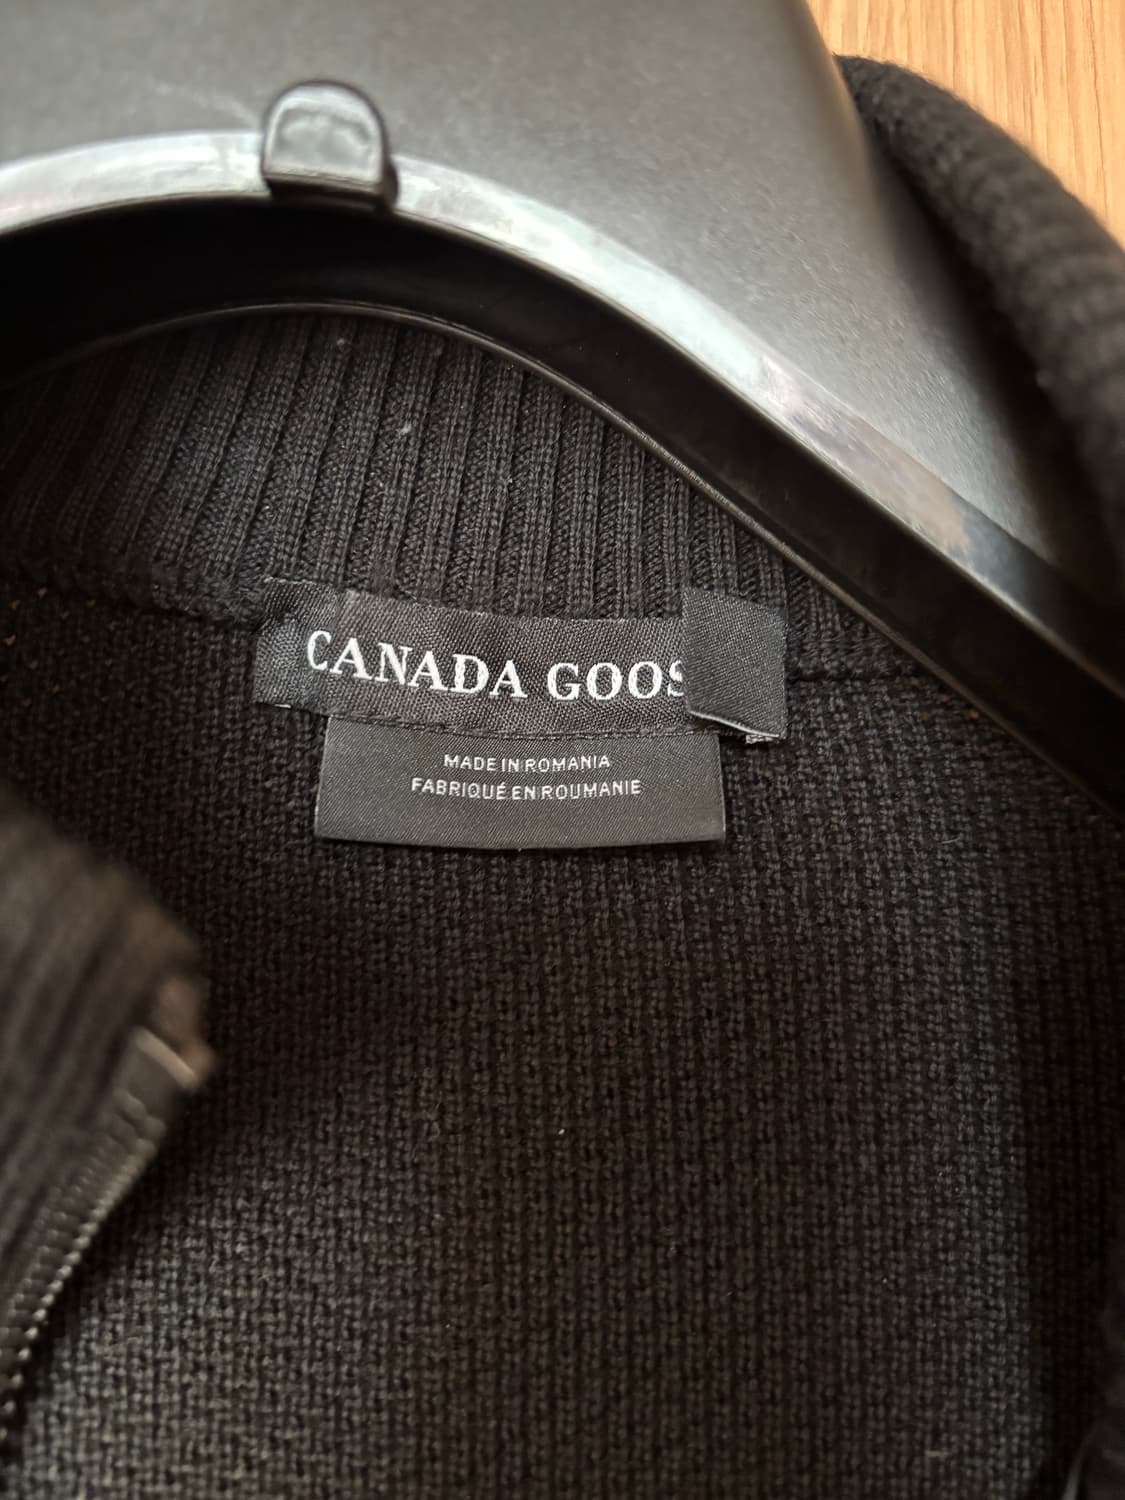 CANADA GOOS
MADE IN ROMANIA
FABRIQUÉ EN ROUMANIE